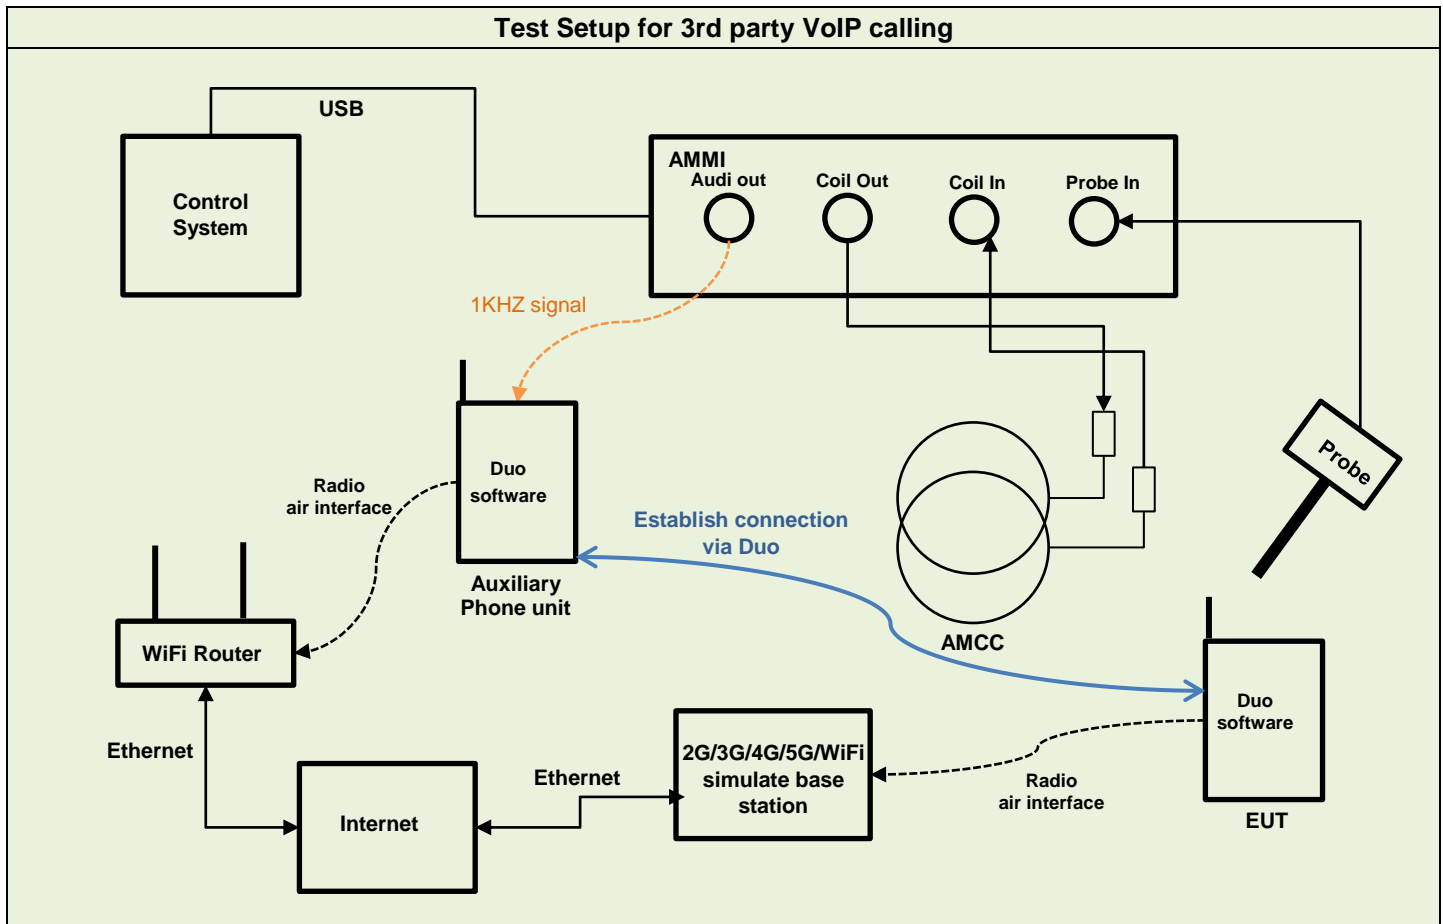 Test Setup for 3rd party VoIP calling
USB
Control
System
AMMI
Audi out
Coil Out
Coil In
Probe In
1KHZ signal
Probe
Duo
software
Radio
air interface
Establish connection
via Duo
Auxiliary
Phone unit
AMCC
WiFi Router
Duo
software
Ethernet
2G/3G/4G/5G/WiFi
simulate base
station
Ethernet
Radio
air interface
Internet
EUT